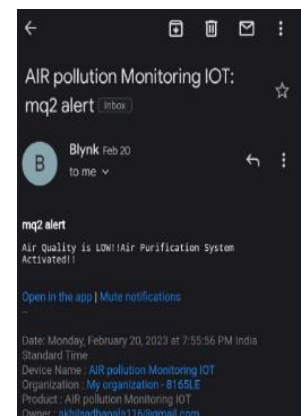 AIR pollution Monitoring IOT:
mq2 alert Inbox
B
Blynk Feb 20
to me
mq2 alert
Air Quality is LOW!!Air Purification System
Activated!!
Open in the app | Mute notifications
--
Date: Monday, February 20, 2023 at 7:55:56 PM India
Standard Time
Device Name : AIR pollution Monitoring IOT
Organization : My organization - 8165LE
Product : AIR pollution Monitoring IOT
Owner :